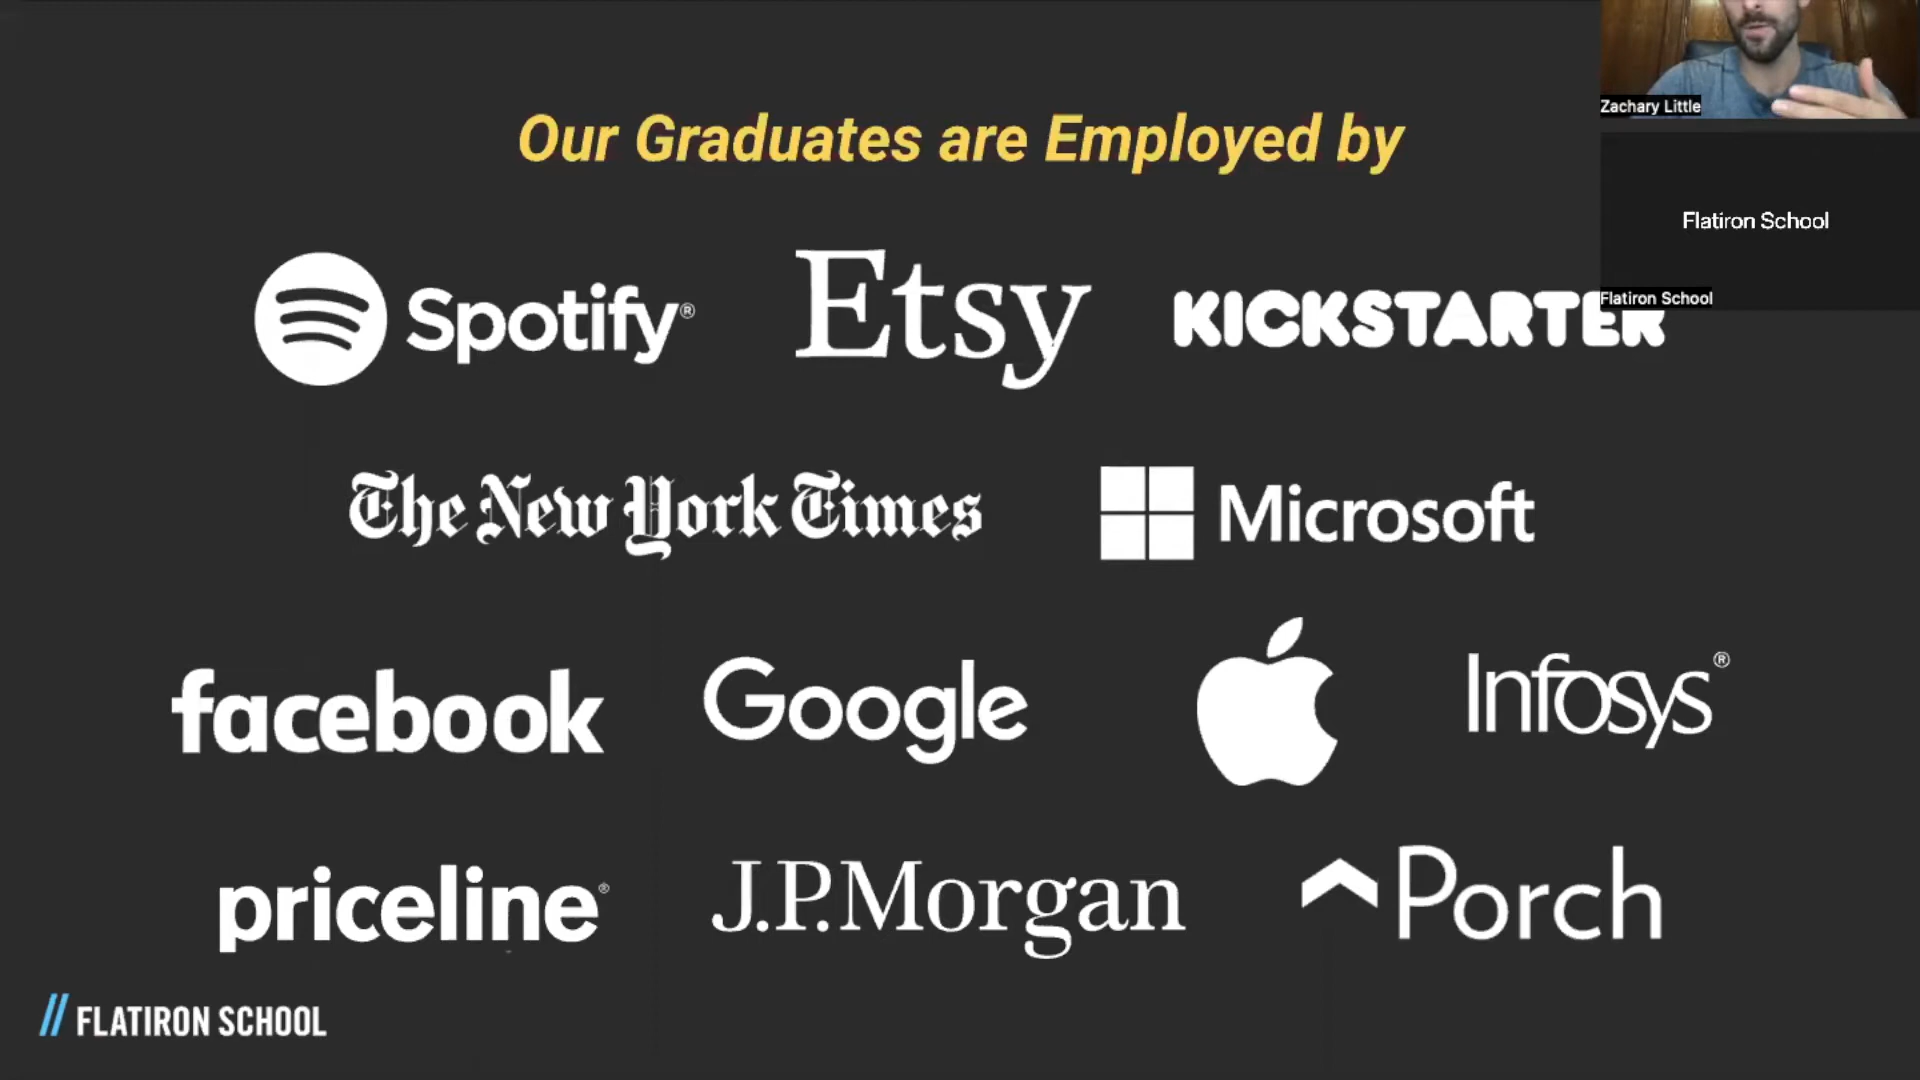 Zachary Little
Our Graduates are Employed by
Flatiron School
Flatiron School
Spotify®
Etsy
KICKSTARTER
The New York Times
Microsoft
facebook
Google
Infosys®
priceline®
J.P.Morgan
Porch
// FLATIRON SCHOOL